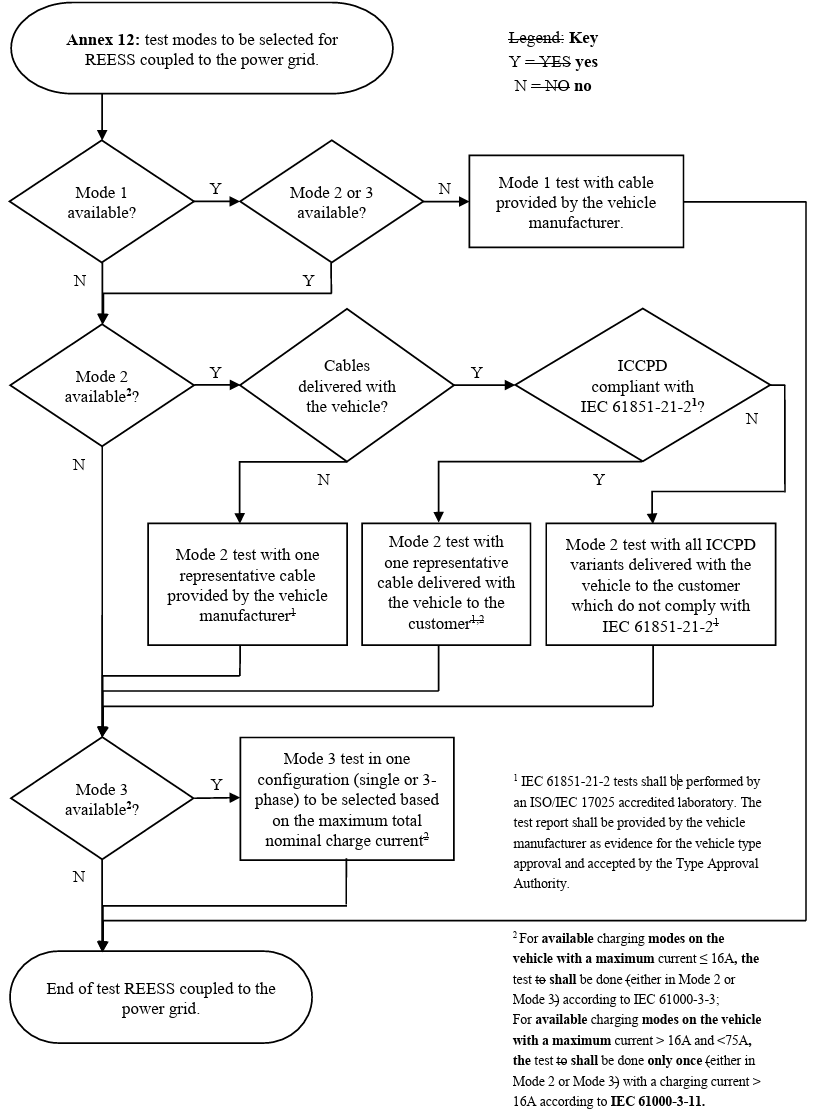 Annex 12: test modes to be selected for
REESS coupled to the power grid.
Legend: Key
Y = YES yes
N = NO no
Mode 1
available?
Y
Mode 2 or 3
available?
N
Mode 1 test with cable
provided by the vehicle
manufacturer.
N
Y
Mode 2
available²?
Y
Cables
delivered with
the vehicle?
Y
ICCPD
compliant with
IEC 61851-21-2¹?
N
N
N
Y
Mode 2 test with one
representative cable
provided by the vehicle
manufacturer¹
Mode 2 test with
one representative
cable delivered with
the vehicle to the
customer¹,²
Mode 2 test with all ICCPD
variants delivered with the
vehicle to the customer
which do not comply with
IEC 61851-21-2¹
Mode 3
available²?
Y
Mode 3 test in one
configuration (single or 3-
phase) to be selected based
on the maximum total
nominal charge current²
N
¹ IEC 61851-21-2 tests shall be performed by
an ISO/IEC 17025 accredited laboratory. The
test report shall be provided by the vehicle
manufacturer as evidence for the vehicle type
approval and accepted by the Type Approval
Authority.
² For available charging modes on the
vehicle with a maximum current ≤ 16A, the
test to shall be done (either in Mode 2 or
Mode 3) according to IEC 61000-3-3;
For available charging modes on the vehicle
with a maximum current > 16A and <75A,
the test to shall be done only once (either in
Mode 2 or Mode 3) with a charging current >
16A according to IEC 61000-3-11.
End of test REESS coupled to the
power grid.